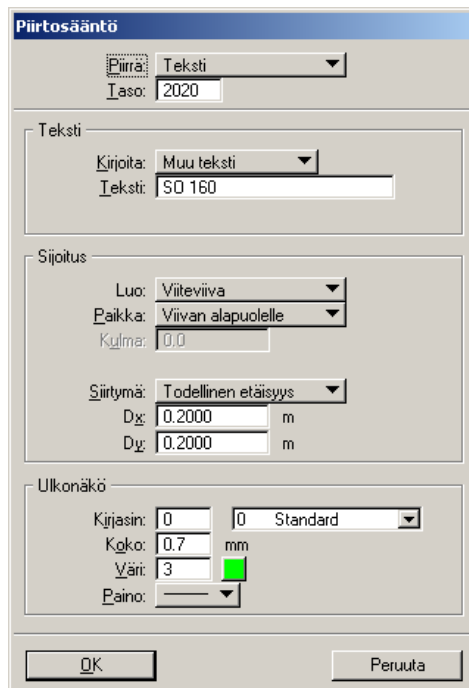 Piirtosääntö
Piirrä: Teksti
Taso: 2020
Teksti
Kirjoita: Muu teksti
Teksti: SO 160
Sijoitus
Luo: Viiteviiva
Paikka: Viivan alapuolelle
Kulma: 0.0
Siirtymä: Todellinen etäisyys
Dx: 0.2000 m
Dy: 0.2000 m
Ulkonäkö
Kirjasin: 0 0 Standard
Koko: 0.7 mm
Väri: 3
Paino:
OK Peruuta